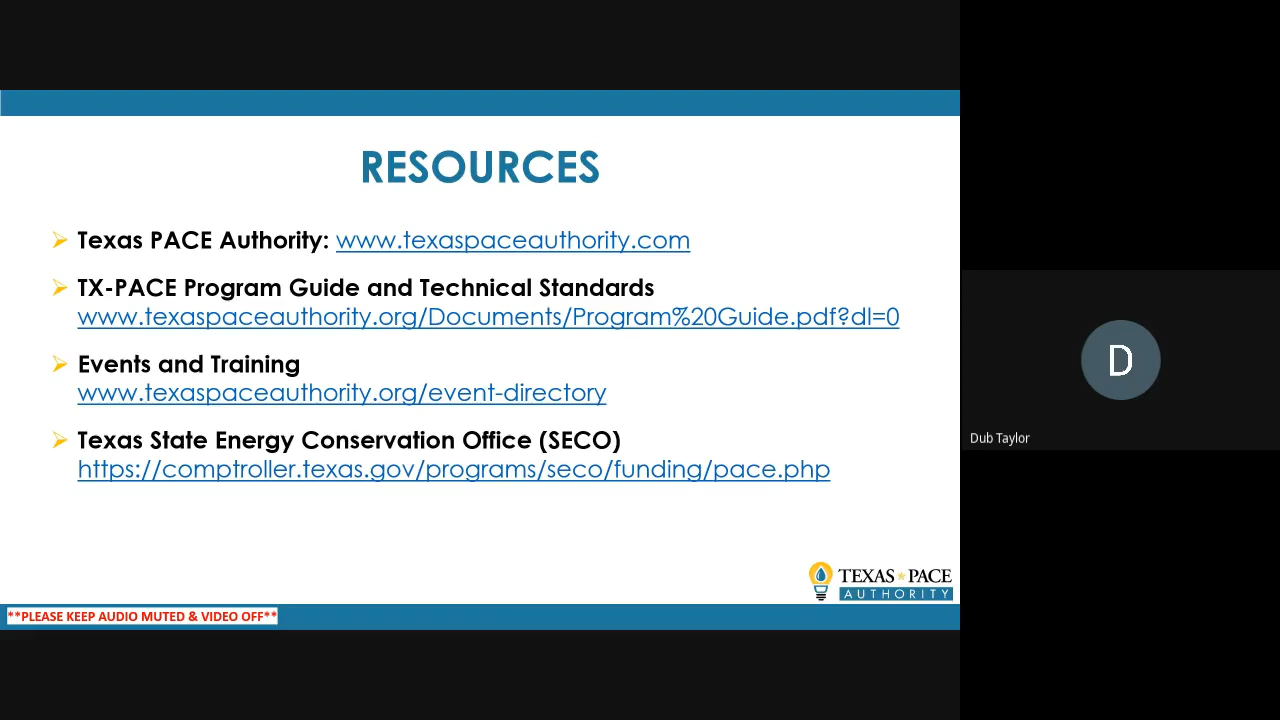 RESOURCES
Texas PACE Authority: www.texaspaceauthority.com
TX-PACE Program Guide and Technical Standards
www.texaspaceauthority.org/Documents/Program%20Guide.pdf?dl=0
Events and Training
www.texaspaceauthority.org/event-directory
Texas State Energy Conservation Office (SECO)
https://comptroller.texas.gov/programs/seco/funding/pace.php
TEXAS PACE
AUTHORITY
**PLEASE KEEP AUDIO MUTED & VIDEO OFF**
D
Dub Taylor